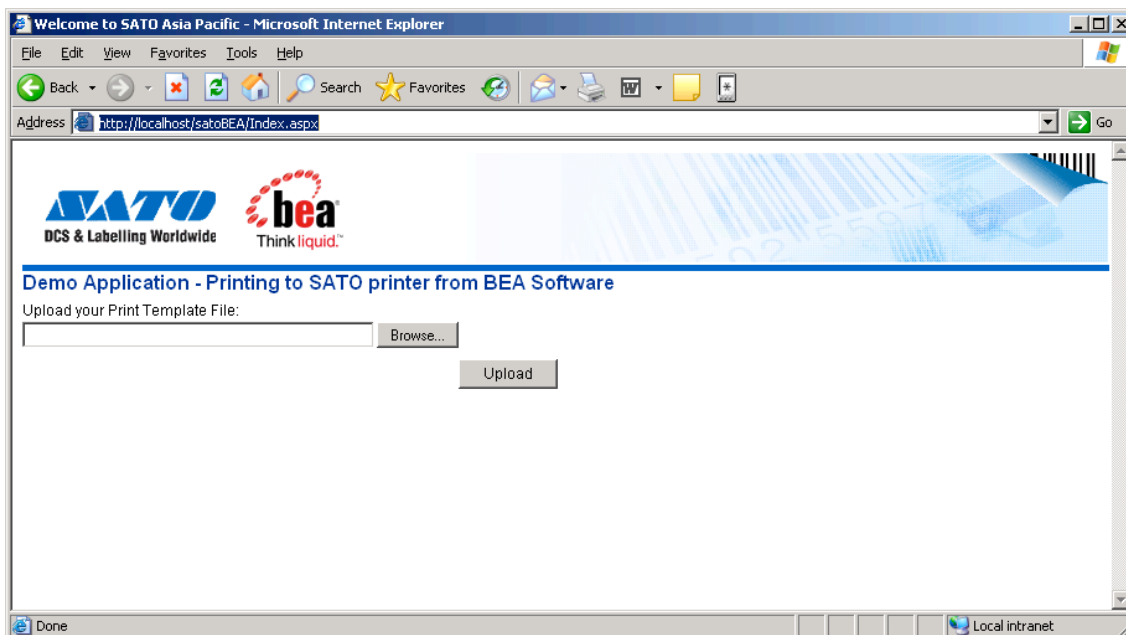 Welcome to SATO Asia Pacific - Microsoft Internet Explorer
File Edit View Favorites Tools Help
Back Search Favorites
Address http://localhost/satoBEA/Index.aspx Go
SATO
DCS & Labelling Worldwide
bea
Think liquid.™
Demo Application - Printing to SATO printer from BEA Software
Upload your Print Template File:
Browse...
Upload
Done Local intranet